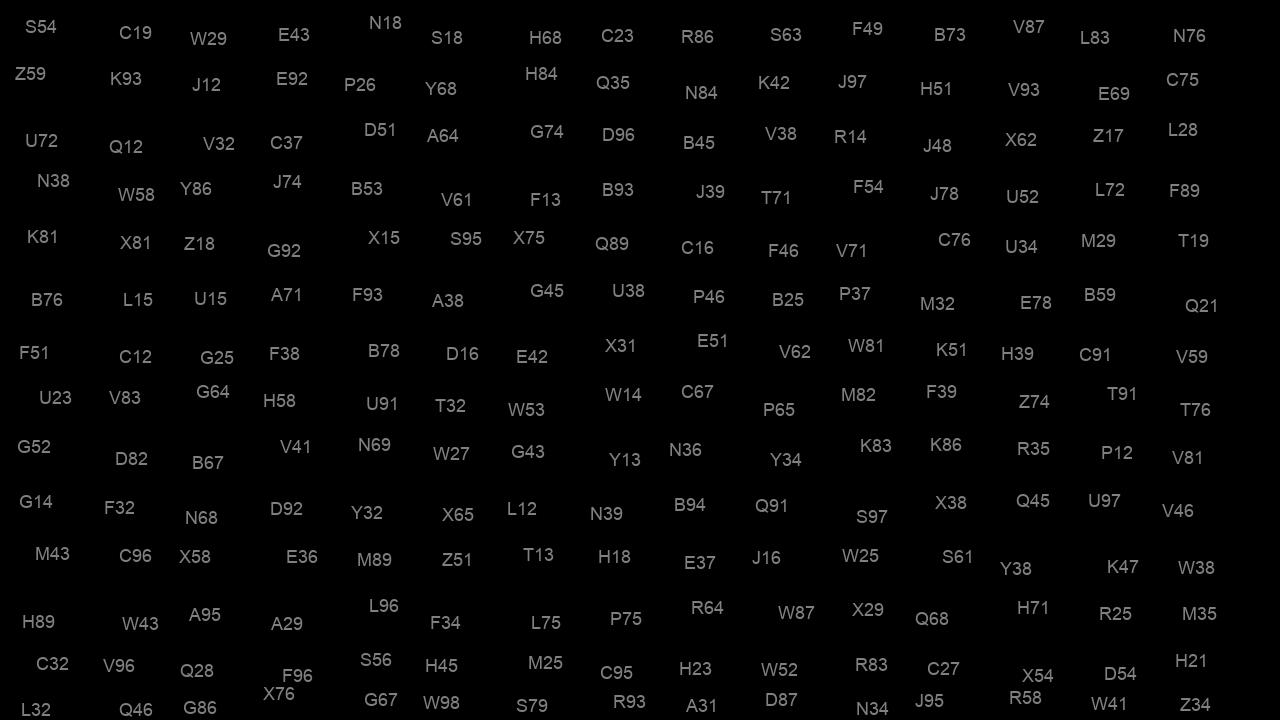 S54 C19 W29 E43 N18 S18 H68 C23 R86 S63 F49 B73 V87 L83 N76
Z59 K93 J12 E92 P26 Y68 H84 Q35 N84 K42 J97 H51 V93 E69 C75
U72 Q12 V32 C37 D51 A64 G74 D96 B45 V38 R14 J48 X62 Z17 L28
N38 W58 Y86 J74 B53 V61 F13 B93 J39 T71 F54 J78 U52 L72 F89
K81 X81 Z18 G92 X15 S95 X75 Q89 C16 F46 V71 C76 U34 M29 T19
B76 L15 U15 A71 F93 A38 G45 U38 P46 B25 P37 M32 E78 B59 Q21
F51 C12 G25 F38 B78 D16 E42 X31 E51 V62 W81 K51 H39 C91 V59
U23 V83 G64 H58 U91 T32 W53 W14 C67 P65 M82 F39 Z74 T91 T76
G52 D82 B67 V41 N69 W27 G43 Y13 N36 Y34 K83 K86 R35 P12 V81
G14 F32 N68 D92 Y32 X65 L12 N39 B94 Q91 S97 X38 Q45 U97 V46
M43 C96 X58 E36 M89 Z51 T13 H18 E37 J16 W25 S61 Y38 K47 W38
H89 W43 A95 A29 L96 F34 L75 P75 R64 W87 X29 Q68 H71 R25 M35
C32 V96 Q28 F96 S56 H45 M25 C95 H23 W52 R83 C27 X54 D54 H21
L32 Q46 G86 X76 G67 W98 S79 R93 A31 D87 N34 J95 R58 W41 Z34